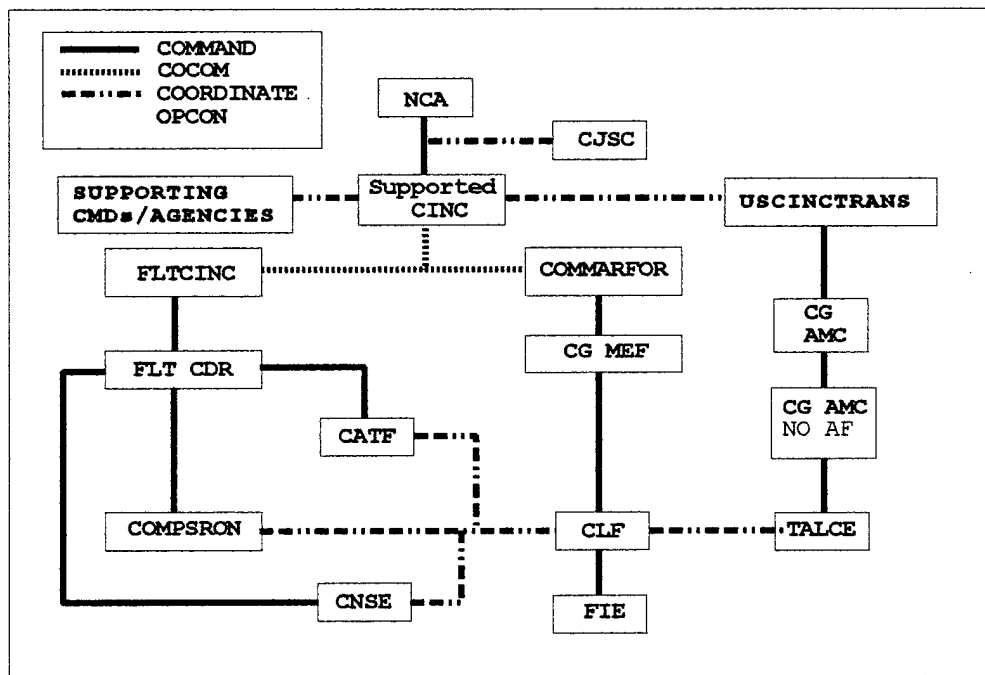 COMMAND
COCOM
COORDINATE
OPCON
NCA
CJSC
SUPPORTING
CMDs/AGENCIES
Supported
CINC
USCINCTRANS
FLTCINC
COMMARFOR
CG
AMC
FLT CDR
CG MEF
CG AMC
NO AF
CATF
COMPSRON
CLF
TALCE
CNSE
FIE